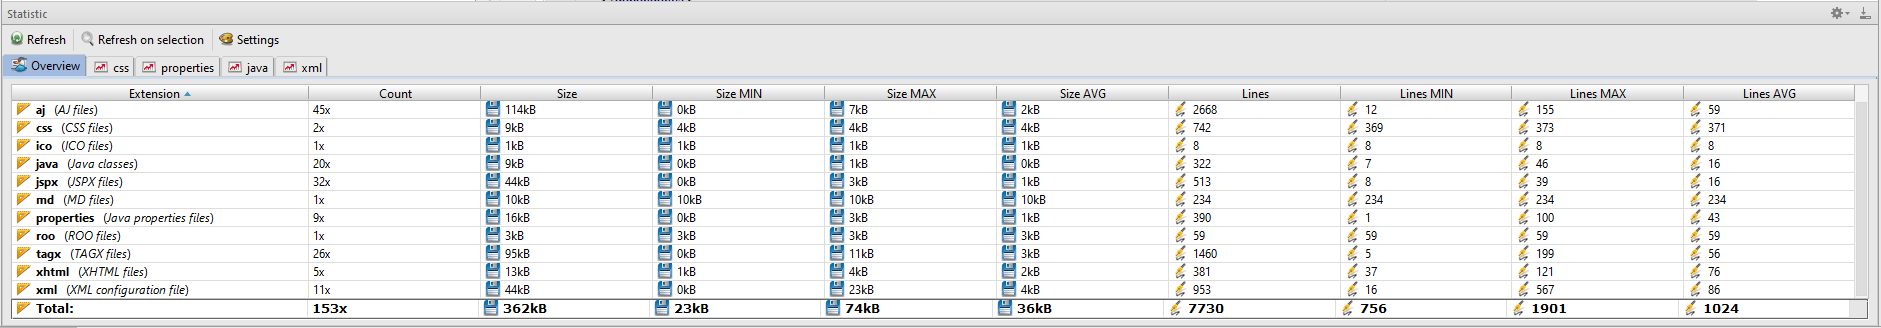 Statistic
Refresh Refresh on selection Settings
Overview css properties java xml
Extension Count Size Size MIN Size MAX Size AVG Lines Lines MIN Lines MAX Lines AVG
aj (AJ files) 45x 114kB 0kB 7kB 2kB 2668 12 155 59
css (CSS files) 2x 9kB 4kB 4kB 4kB 742 369 373 371
ico (ICO files) 1x 1kB 1kB 1kB 1kB 8 8 8 8
java (Java classes) 20x 9kB 0kB 1kB 0kB 322 7 46 16
jspx (JSPX files) 32x 44kB 0kB 3kB 1kB 513 8 39 16
md (MD files) 1x 10kB 10kB 10kB 10kB 234 234 234 234
properties (Java properties files) 9x 16kB 0kB 3kB 1kB 390 1 100 43
roo (ROO files) 1x 3kB 3kB 3kB 3kB 59 59 59 59
tagx (TAGX files) 26x 95kB 0kB 11kB 3kB 1460 5 199 56
xhtml (XHTML files) 5x 13kB 1kB 4kB 2kB 381 37 121 76
xml (XML configuration file) 11x 44kB 0kB 23kB 4kB 953 16 567 86
Total: 153x 362kB 23kB 74kB 36kB 7730 756 1901 1024